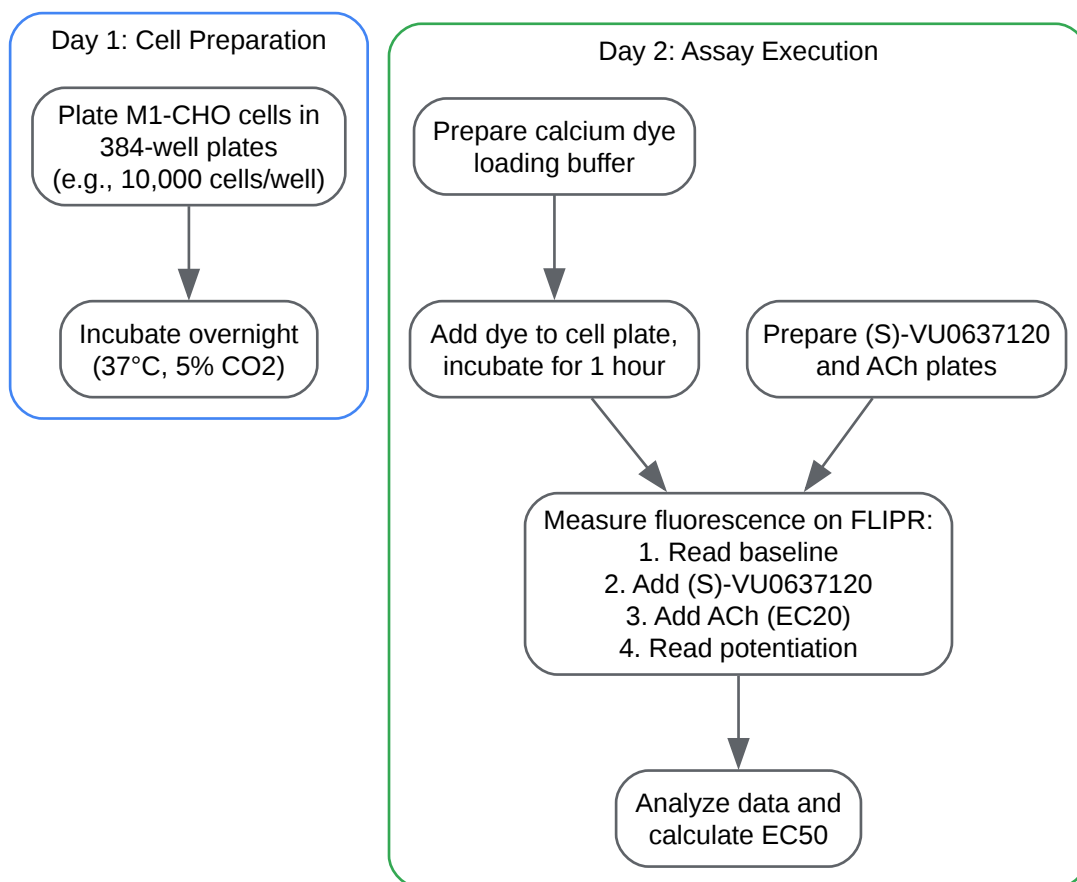 Day 1: Cell Preparation
Plate M1-CHO cells in
384-well plates
(e.g., 10,000 cells/well)
Incubate overnight
(37°C, 5% CO2)
Day 2: Assay Execution
Prepare calcium dye
loading buffer
Add dye to cell plate,
incubate for 1 hour
Prepare (S)-VU0637120
and ACh plates
Measure fluorescence on FLIPR:
1. Read baseline
2. Add (S)-VU0637120
3. Add ACh (EC20)
4. Read potentiation
Analyze data and
calculate EC50